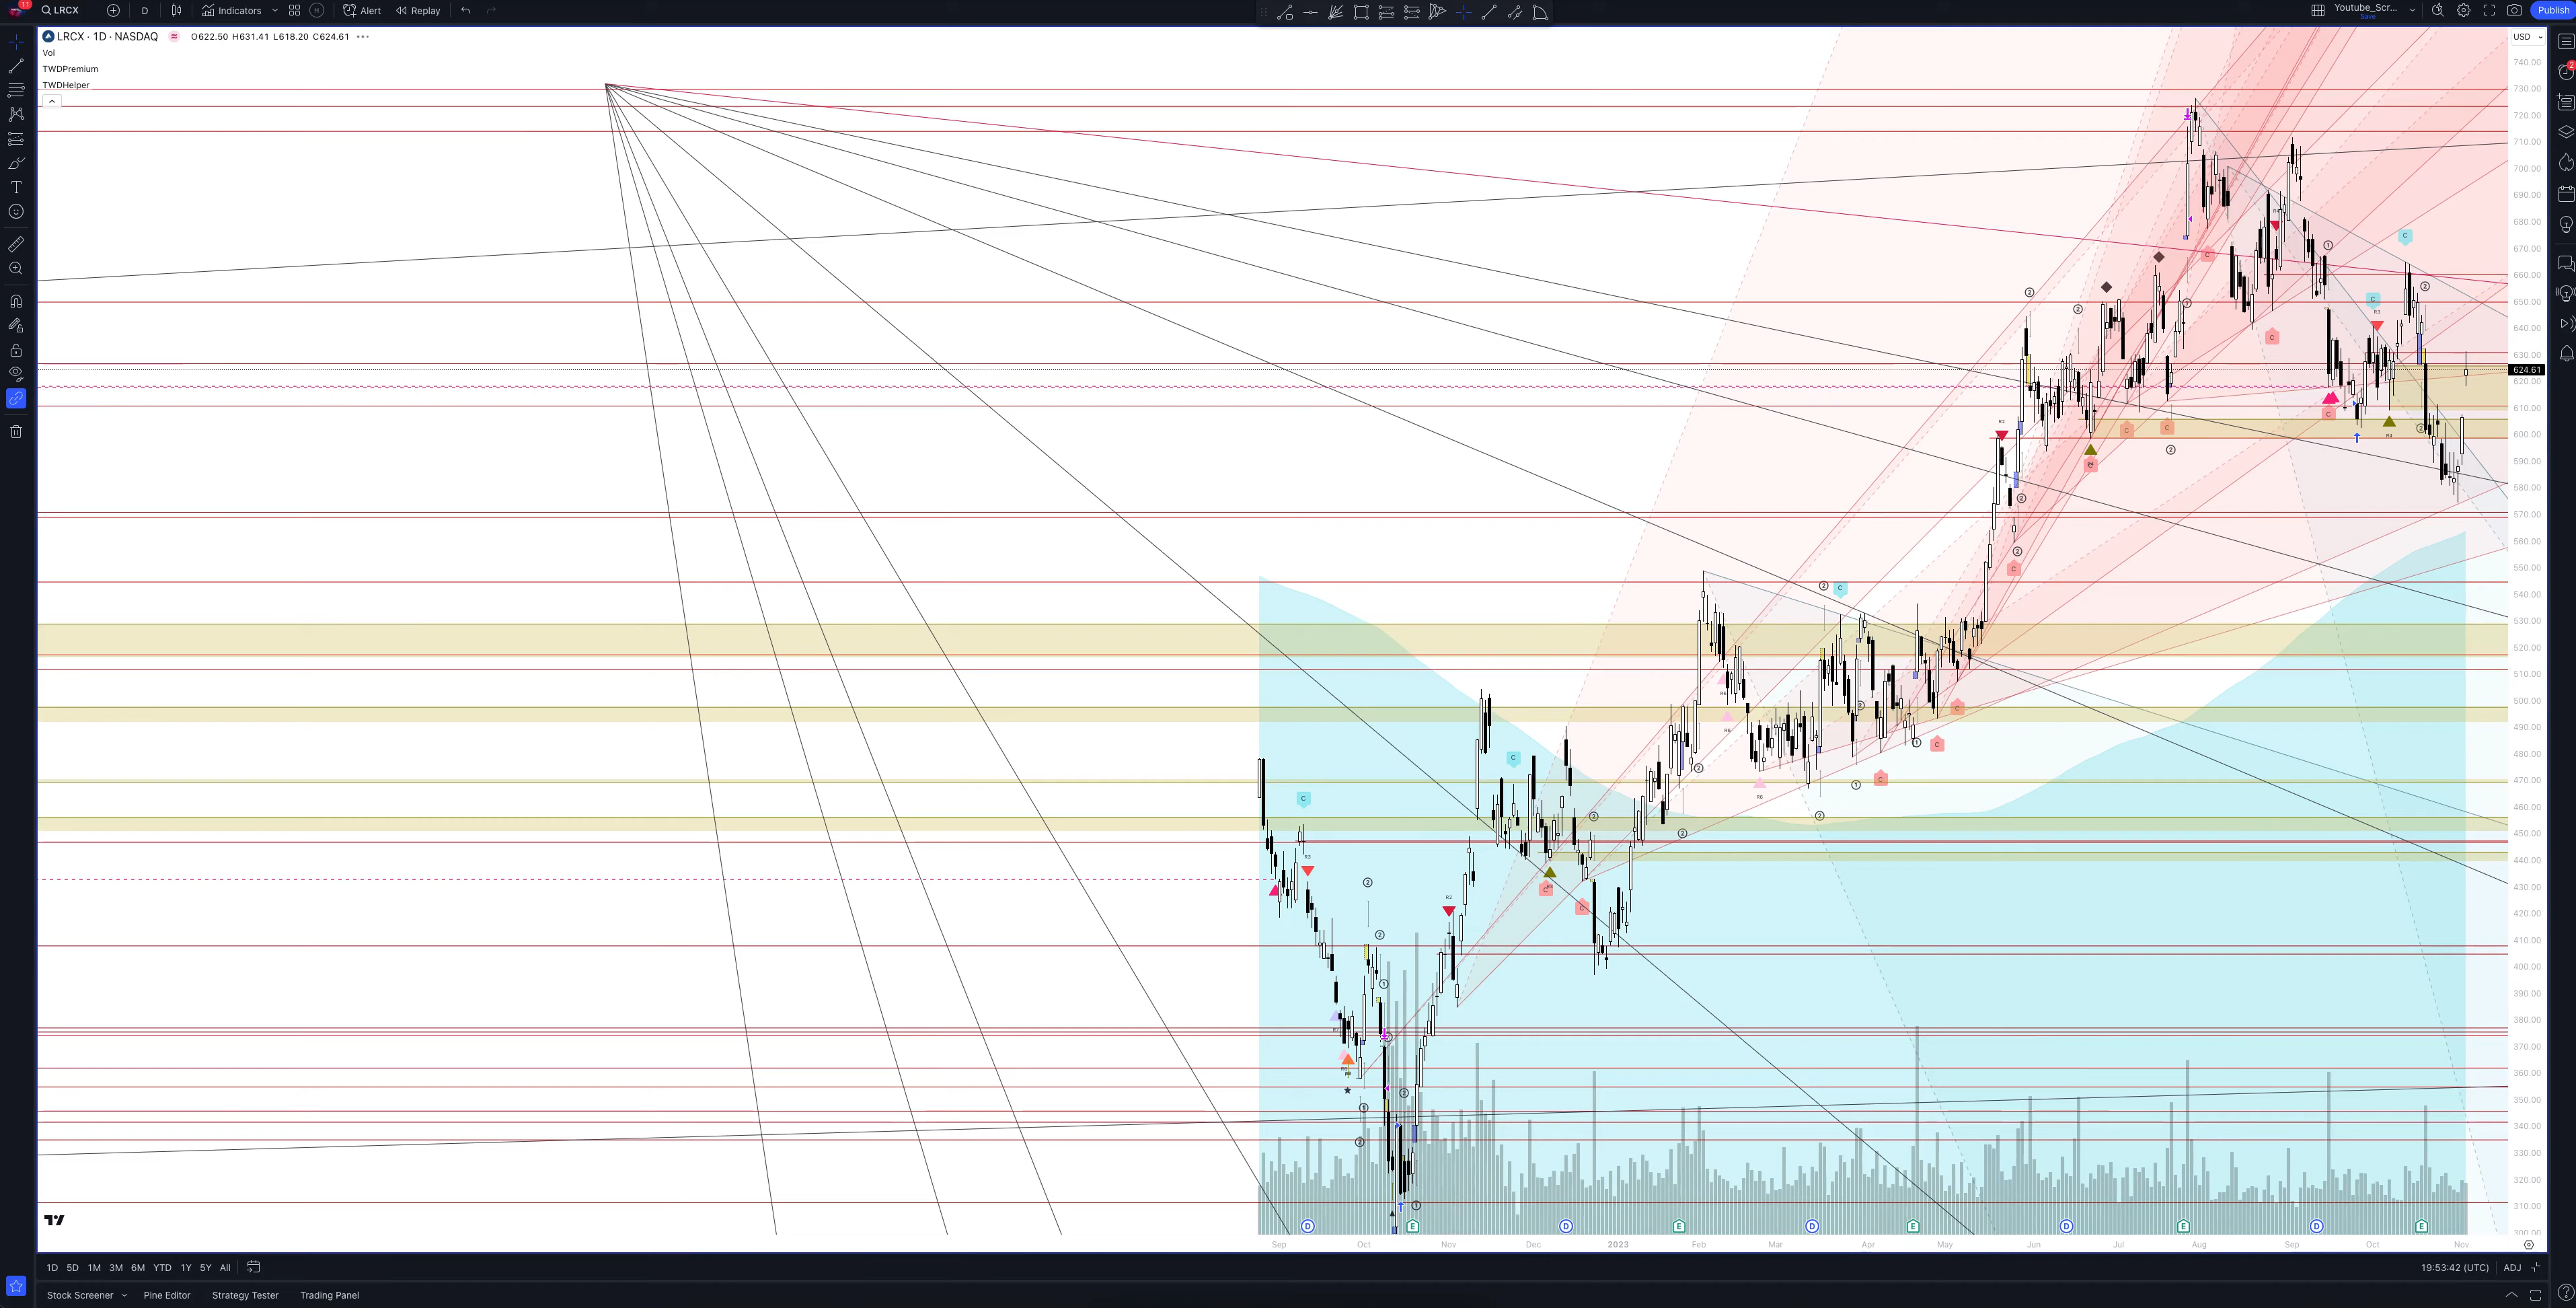 11
LRCX
D
Indicators
Alert
Replay
Youtube_Scr...
Save
Publish
LRCX · 1D · NASDAQ
O622.50 H631.41 L618.20 C624.61
Vol
TWDPremium
TWDHelper
USD
2
740.00
730.00
720.00
710.00
700.00
690.00
680.00
670.00
660.00
650.00
640.00
630.00
624.61
620.00
610.00
600.00
590.00
580.00
570.00
560.00
550.00
540.00
530.00
520.00
510.00
500.00
490.00
480.00
470.00
460.00
450.00
440.00
430.00
420.00
410.00
400.00
390.00
380.00
370.00
360.00
350.00
340.00
330.00
320.00
310.00
300.00
Sep Oct Nov Dec 2023 Feb Mar Apr May Jun Jul Aug Sep Oct Nov
1D 5D 1M 3M 6M YTD 1Y 5Y All
19:53:42 (UTC) ADJ
Stock Screener Pine Editor Strategy Tester Trading Panel